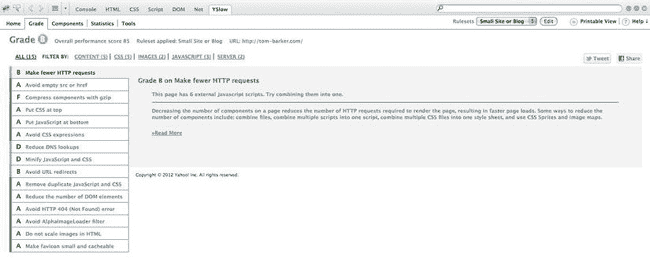 Console HTML CSS Script DOM Net YSlow
Home Grade Components Statistics Tools Rulesets Small Site or Blog Edit Printable View Help
Grade B Overall performance score 85 Ruleset applied: Small Site or Blog URL: http://tom-barker.com/
ALL (15) FILTER BY: CONTENT (5) | CSS (5) | IMAGES (2) | JAVASCRIPT (3) | SERVER (2) Tweet Share
B Make fewer HTTP requests
A Avoid empty src or href
F Compress components with gzip
A Put CSS at top
A Put JavaScript at bottom
A Avoid CSS expressions
D Reduce DNS lookups
D Minify JavaScript and CSS
B Avoid URL redirects
A Remove duplicate JavaScript and CSS
A Reduce the number of DOM elements
A Avoid HTTP 404 (Not Found) error
A Avoid AlphaImageLoader filter
A Do not scale images in HTML
A Make favicon small and cacheable
Grade B on Make fewer HTTP requests
This page has 6 external Javascript scripts. Try combining them into one.
Decreasing the number of components on a page reduces the number of HTTP requests required to render the page, resulting in faster page loads. Some ways to reduce the
number of components include: combine files, combine multiple scripts into one script, combine multiple CSS files into one style sheet, and use CSS Sprites and image maps.
»Read More
Copyright © 2012 Yahoo! Inc. All rights reserved.